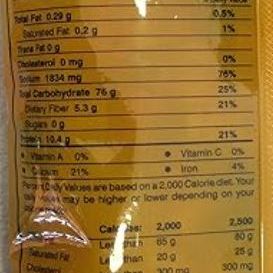 Total Fat 0.29 g 0.5%
Saturated Fat 0.2 g 1%
Trans Fat 0 g
Cholesterol 0 mg 0%
Sodium 1834 mg 76%
Total Carbohydrate 76 g 25%
Dietary Fiber 5.3 g 21%
Sugars 0 g
Protein 10.4 g 21%
• Vitamin A 0% • Vitamin C 0%
• Calcium 21% • Iron 4%
Percent Daily Values are based on a 2,000 Calorie diet. Your
values may be higher or lower depending on your
Calories: 2,000 2,500
Less than 65 g 80 g
Saturated Fat Less than 20 g 25 g
Cholesterol 300 mg 300 mg